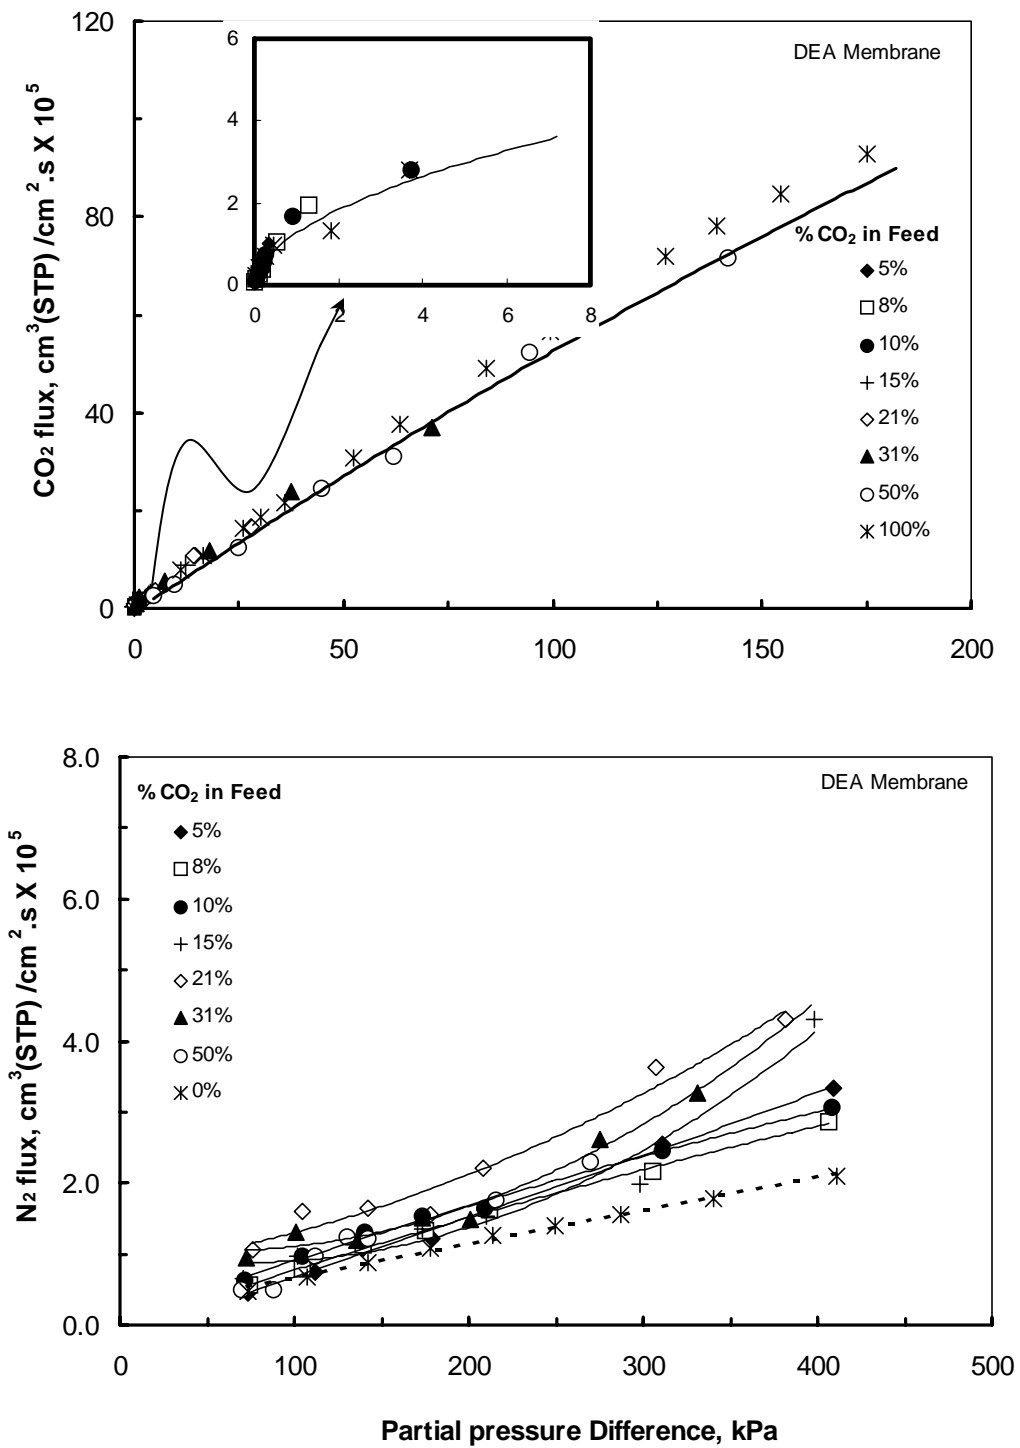 120
80
40
0
CO2 flux, cm3(STP) /cm2.s X 105
DEA Membrane
6
4
2
0
0 2 4 6 8
% CO2 in Feed
5%
8%
10%
15%
21%
31%
50%
100%
0 50 100 150 200
8.0
6.0
4.0
2.0
0.0
N2 flux, cm3(STP) /cm2.s X 105
DEA Membrane
% CO2 in Feed
5%
8%
10%
15%
21%
31%
50%
0%
0 100 200 300 400 500
Partial pressure Difference, kPa